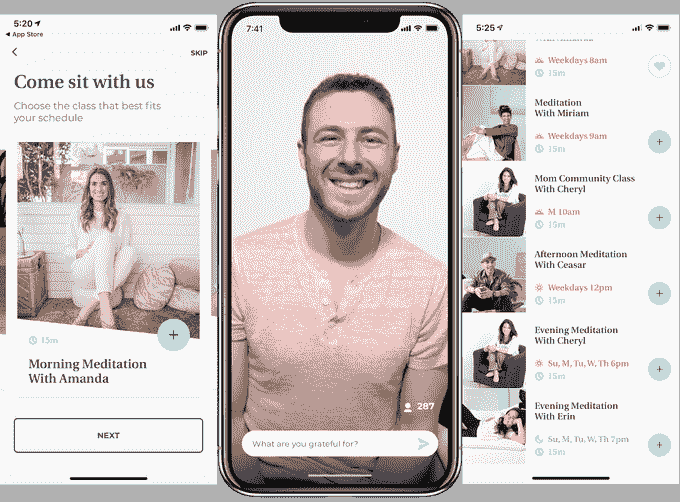 5:20
App Store
SKIP
Come sit with us
Choose the class that best fits
your schedule
15m
Morning Meditation
With Amanda
NEXT
7:41
287
What are you grateful for?
5:25
Weekdays 8am
15m
Meditation
With Miriam
Weekdays 9am
15m
Mom Community Class
With Cheryl
M 10am
15m
Afternoon Meditation
With Ceasar
Weekdays 12pm
15m
Evening Meditation
With Cheryl
Su, M, Tu, W, Th 6pm
15m
Evening Meditation
With Erin
Su, M, Tu, W, Th 7pm
15m